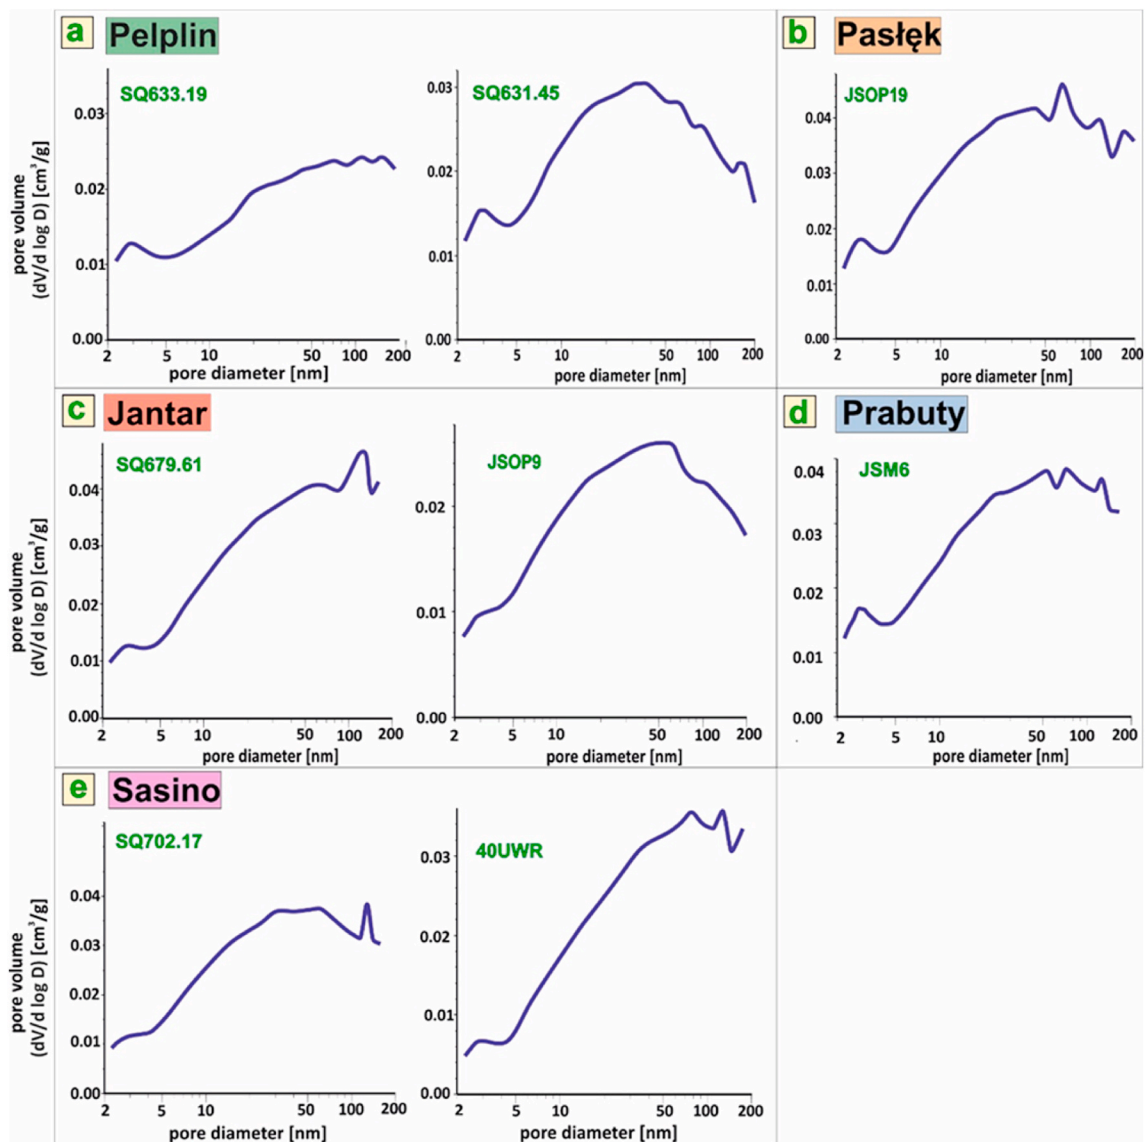 a Pelplin
b Pasłęk
pore volume
(dV/d log D) [cm³/g]
SQ633.19
0.03
0.02
0.01
0.00
2 5 10 50 100 200
pore diameter [nm]
SQ631.45
0.03
0.02
0.01
0.00
2 5 10 50 100 200
pore diameter [nm]
JSOP19
0.04
0.03
0.02
0.01
0.00
2 5 10 50 100 200
pore diameter [nm]
c Jantar
d Prabuty
pore volume
(dV/d log D) [cm³/g]
SQ679.61
0.04
0.03
0.02
0.01
0.00
2 5 10 50 100 200
pore diameter [nm]
JSOP9
0.02
0.01
0.00
2 5 10 50 100 200
pore diameter [nm]
JSM6
0.04
0.03
0.02
0.01
0.00
2 5 10 50 100 200
pore diameter [nm]
e Sasino
pore volume
(dV/d log D) [cm³/g]
SQ702.17
0.04
0.03
0.02
0.01
0.00
2 5 10 50 100 200
pore diameter [nm]
40UWR
0.03
0.02
0.01
0.00
2 5 10 50 100 200
pore diameter [nm]